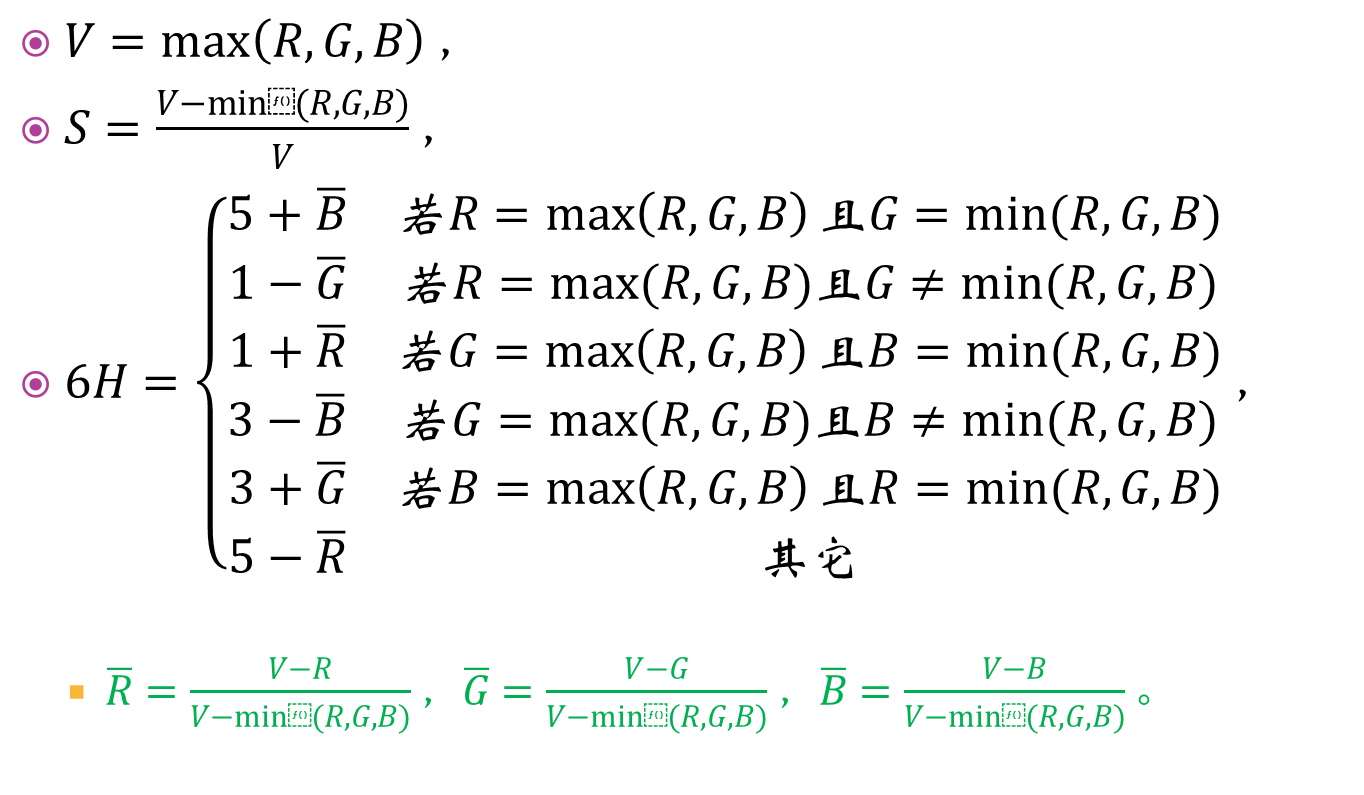 V = max(R, G, B) ,
S = (V−min(R,G,B))/V ,
6H = { 5 + B̅ 若R = max(R, G, B) 且G = min(R, G, B)
1 − G̅ 若R = max(R, G, B)且G ≠ min(R, G, B)
1 + R̅ 若G = max(R, G, B) 且B = min(R, G, B)
3 − B̅ 若G = max(R, G, B)且B ≠ min(R, G, B)
3 + G̅ 若B = max(R, G, B) 且R = min(R, G, B)
5 − R̅ 其它 ,
R̅ = (V−R)/(V−min(R,G,B)) , G̅ = (V−G)/(V−min(R,G,B)) , B̅ = (V−B)/(V−min(R,G,B)) 。